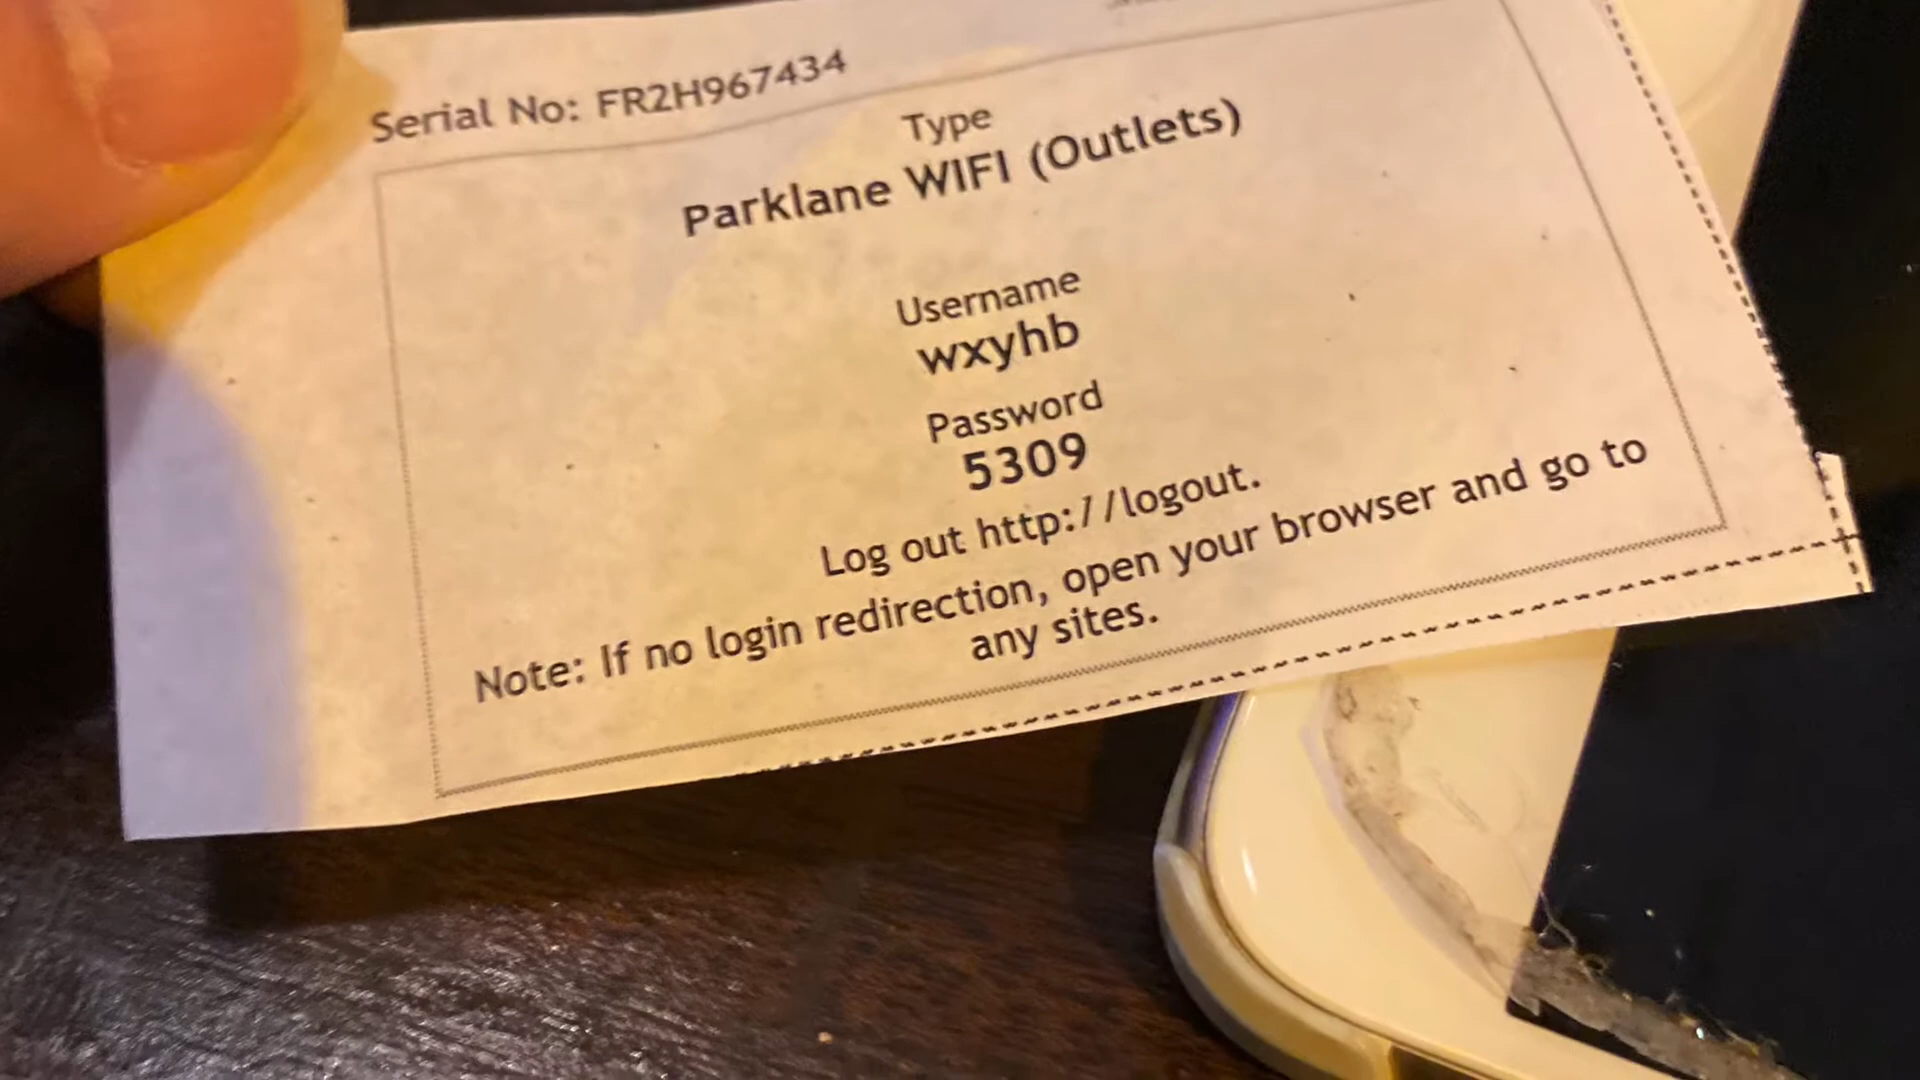 Serial No: FR2H967434
Type
Parklane WIFI (Outlets)
Username
wxyhb
Password
5309
Log out http://logout.
Note: If no login redirection, open your browser and go to
any sites.